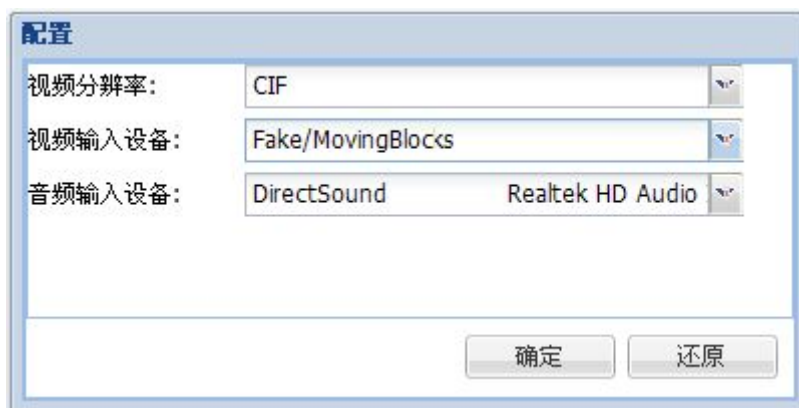 配置
视频分辨率: CIF
视频输入设备: Fake/MovingBlocks
音频输入设备: DirectSound Realtek HD Audio
确定 还原